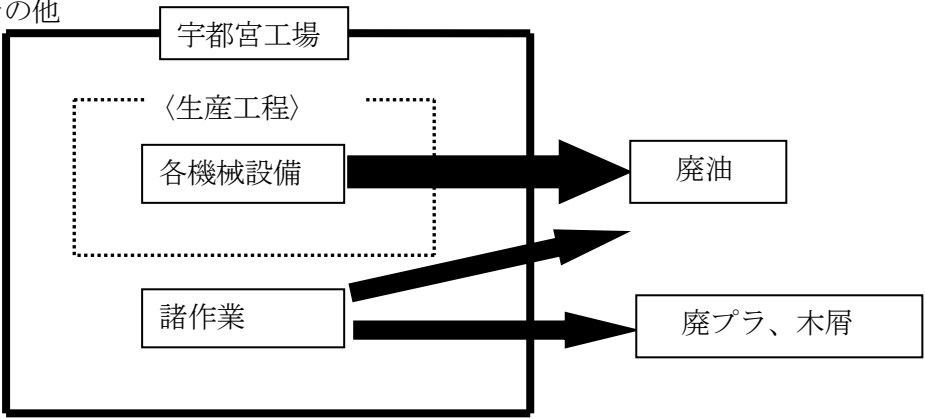 の他
宇都宮工場
〈生産工程〉
各機械設備
廃油
諸作業
廃プラ、木屑